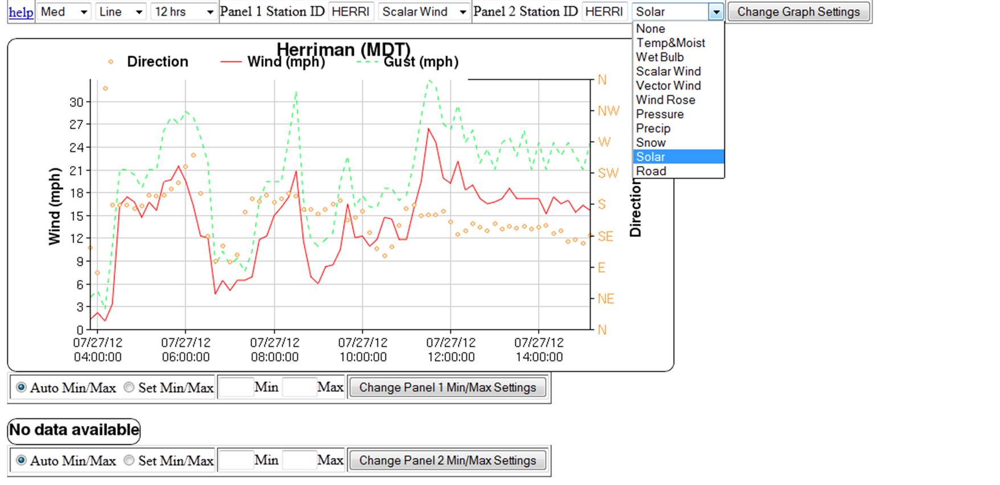 help Med Line 12 hrs Panel 1 Station ID HERRI Scalar Wind Panel 2 Station ID HERRI Solar Change Graph Settings
None
Temp&Moist
Wet Bulb
Scalar Wind
Vector Wind
Wind Rose
Pressure
Precip
Snow
Solar
Road
Herriman (MDT)
Direction Wind (mph) Gust (mph)
Wind (mph)
30
27
24
21
18
15
12
9
6
3
0
N
NW
W
SW
S
SE
E
NE
N
Direction
07/27/12 07/27/12 07/27/12 07/27/12 07/27/12 07/27/12
04:00:00 06:00:00 08:00:00 10:00:00 12:00:00 14:00:00
Auto Min/Max Set Min/Max Min Max Change Panel 1 Min/Max Settings
No data available
Auto Min/Max Set Min/Max Min Max Change Panel 2 Min/Max Settings